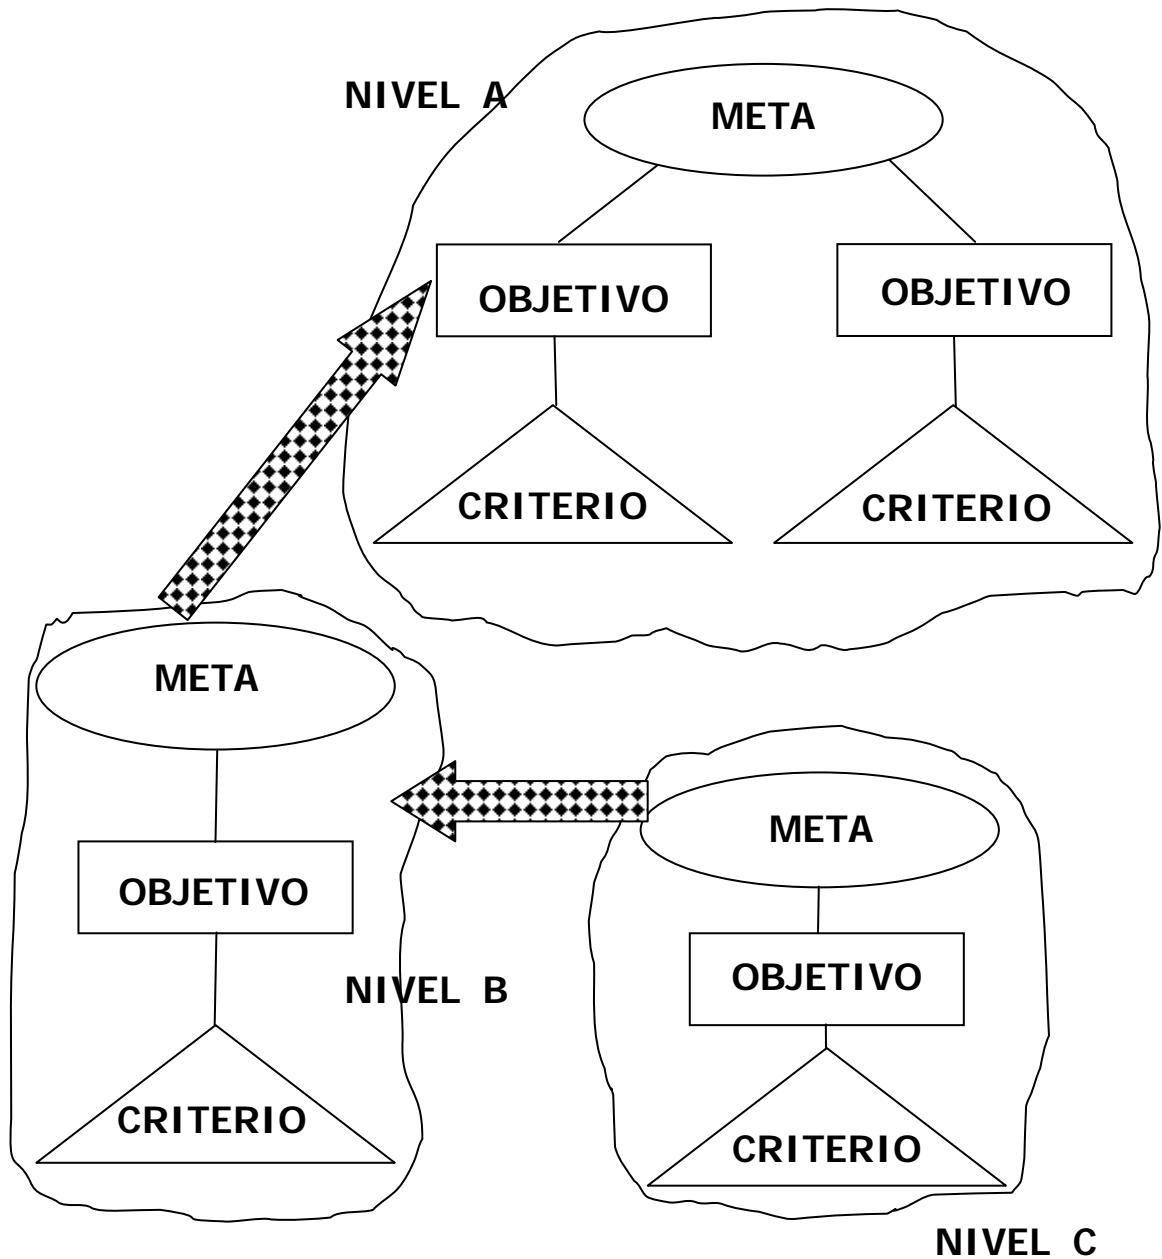 NIVEL A
META
OBJETIVO
OBJETIVO
CRITERIO
CRITERIO
META
OBJETIVO
NIVEL B
CRITERIO
META
OBJETIVO
CRITERIO
NIVEL C